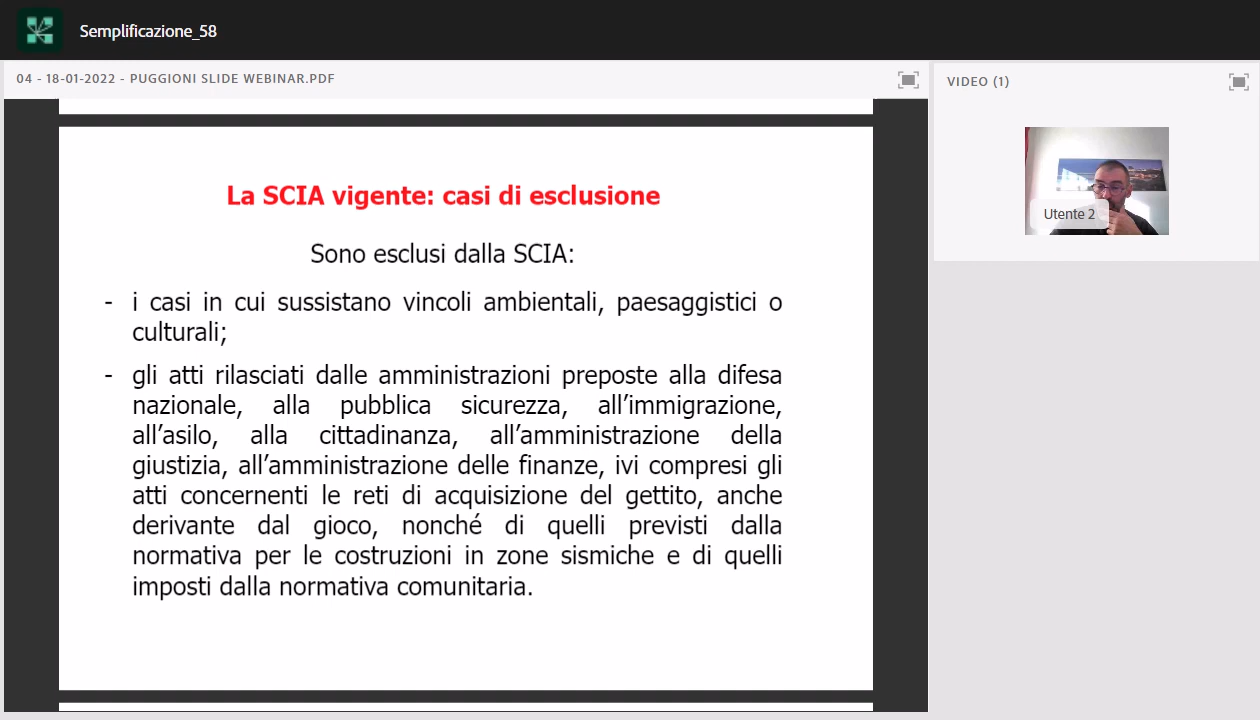 Semplificazione_58
04 - 18-01-2022 - PUGGIONI SLIDE WEBINAR.PDF
VIDEO (1)
La SCIA vigente: casi di esclusione
Sono esclusi dalla SCIA:
- i casi in cui sussistano vincoli ambientali, paesaggistici o
culturali;
- gli atti rilasciati dalle amministrazioni preposte alla difesa
nazionale, alla pubblica sicurezza, all’immigrazione,
all’asilo, alla cittadinanza, all’amministrazione della
giustizia, all’amministrazione delle finanze, ivi compresi gli
atti concernenti le reti di acquisizione del gettito, anche
derivante dal gioco, nonché di quelli previsti dalla
normativa per le costruzioni in zone sismiche e di quelli
imposti dalla normativa comunitaria.
Utente 2